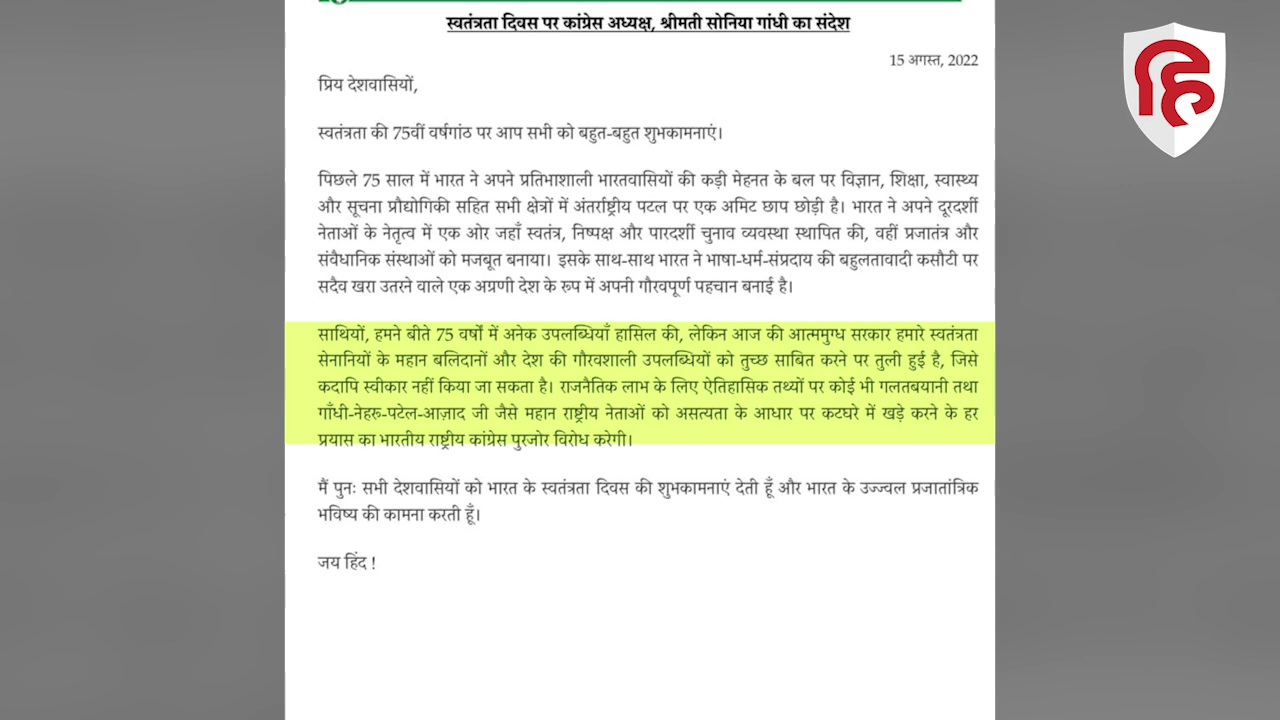 स्वतंत्रता दिवस पर कांग्रेस अध्यक्ष, श्रीमती सोनिया गांधी का संदेश
15 अगस्त, 2022
प्रिय देशवासियों,
स्वतंत्रता की 75वीं वर्षगांठ पर आप सभी को बहुत-बहुत शुभकामनाएं।
पिछले 75 साल में भारत ने अपने प्रतिभाशाली भारतवासियों की कड़ी मेहनत के बल पर विज्ञान, शिक्षा, स्वास्थ्य
और सूचना प्रौद्योगिकी सहित सभी क्षेत्रों में अंतर्राष्ट्रीय पटल पर एक अमिट छाप छोड़ी है। भारत ने अपने दूरदर्शी
नेताओं के नेतृत्व में एक ओर जहाँ स्वतंत्र, निष्पक्ष और पारदर्शी चुनाव व्यवस्था स्थापित की, वहीं प्रजातंत्र और
संवैधानिक संस्थाओं को मजबूत बनाया। इसके साथ-साथ भारत ने भाषा-धर्म-संप्रदाय की बहुलतावादी कसौटी पर
सदैव खरा उतरने वाले एक अग्रणी देश के रूप में अपनी गौरवपूर्ण पहचान बनाई है।
साथियों, हमने बीते 75 वर्षों में अनेक उपलब्धियाँ हासिल की, लेकिन आज की आत्ममुग्ध सरकार हमारे स्वतंत्रता
सेनानियों के महान बलिदानों और देश की गौरवशाली उपलब्धियों को तुच्छ साबित करने पर तुली हुई है, जिसे
कदापि स्वीकार नहीं किया जा सकता है। राजनैतिक लाभ के लिए ऐतिहासिक तथ्यों पर कोई भी गलतबयानी तथा
गाँधी-नेहरू-पटेल-आज़ाद जी जैसे महान राष्ट्रीय नेताओं को असत्यता के आधार पर कटघरे में खड़े करने के हर
प्रयास का भारतीय राष्ट्रीय कांग्रेस पुरजोर विरोध करेगी।
मैं पुनः सभी देशवासियों को भारत के स्वतंत्रता दिवस की शुभकामनाएं देती हूँ और भारत के उज्ज्वल प्रजातांत्रिक
भविष्य की कामना करती हूँ।
जय हिंद !
हि